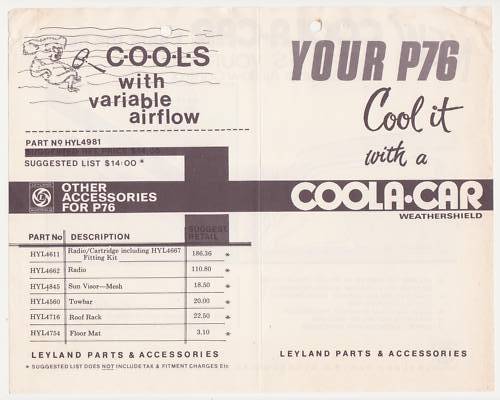 C·O·O·L·S
with
variable
airflow
PART Nº HYL4981
SUGGESTED LIST $14:00 *
OTHER
ACCESSORIES
FOR P76
Part No DESCRIPTION SUGGEST RETAIL
HYL4611 Radio/Cartridge including HYL4667 Fitting Kit 186.36 *
HYL4662 Radio 110.80 *
HYL4845 Sun Visor—Mesh 18.50 *
HYL4560 Towbar 20.00 *
HYL4716 Roof Rack 22.50 *
HYL4754 Floor Mat 3.10 *
LEYLAND PARTS & ACCESSORIES
* SUGGESTED LIST DOES NOT INCLUDE TAX & FITMENT CHARGES Etc
YOUR P76
Cool it
with a
COOLA·CAR
WEATHERSHIELD
LEYLAND PARTS & ACCESSORIES